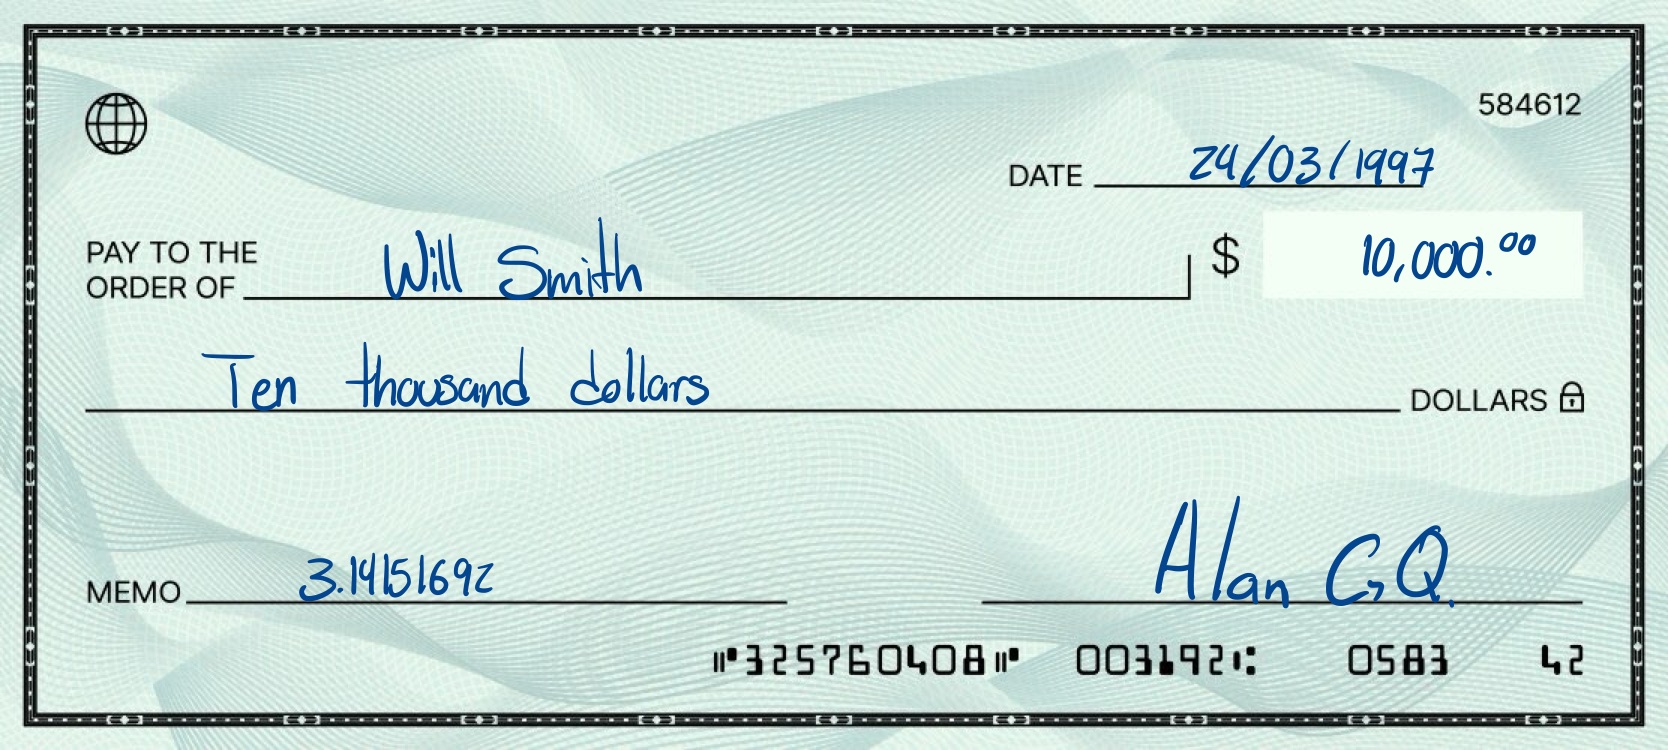 584612
DATE 24/03/1997
PAY TO THE
ORDER OF Will Smith $ 10,000.00
Ten thousand dollars DOLLARS
Alan G,Q.
MEMO 3.14151692
⑈325760408⑈ 003192⑆ 0583 42